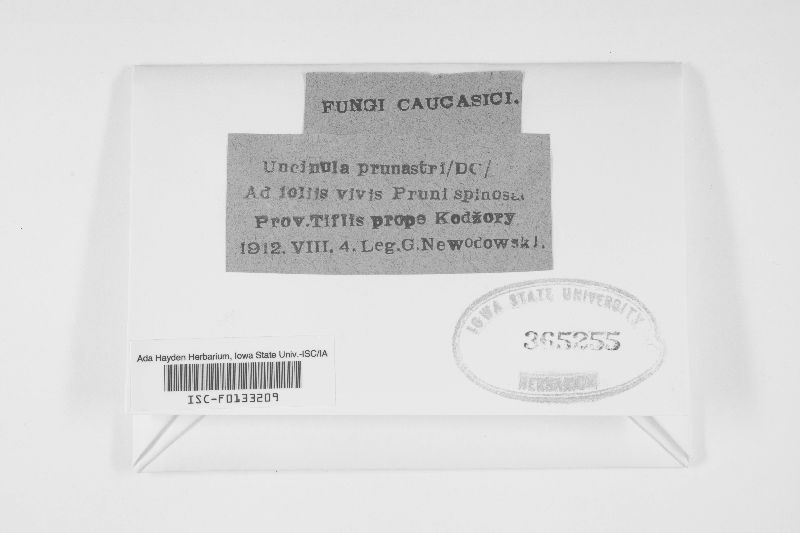 FUNGI CAUCASICI.
Uncinula prunastri/DC/
Ad foliis vivis Pruni spinosa.
Prov.Tiflis prope Kodžory
1912. VIII. 4. Leg.G.Newodowski.
IOWA STATE UNIVERSITY
365255
HERBARIUM
Ada Hayden Herbarium, Iowa State Univ.-ISC/IA
ISC-F0133209